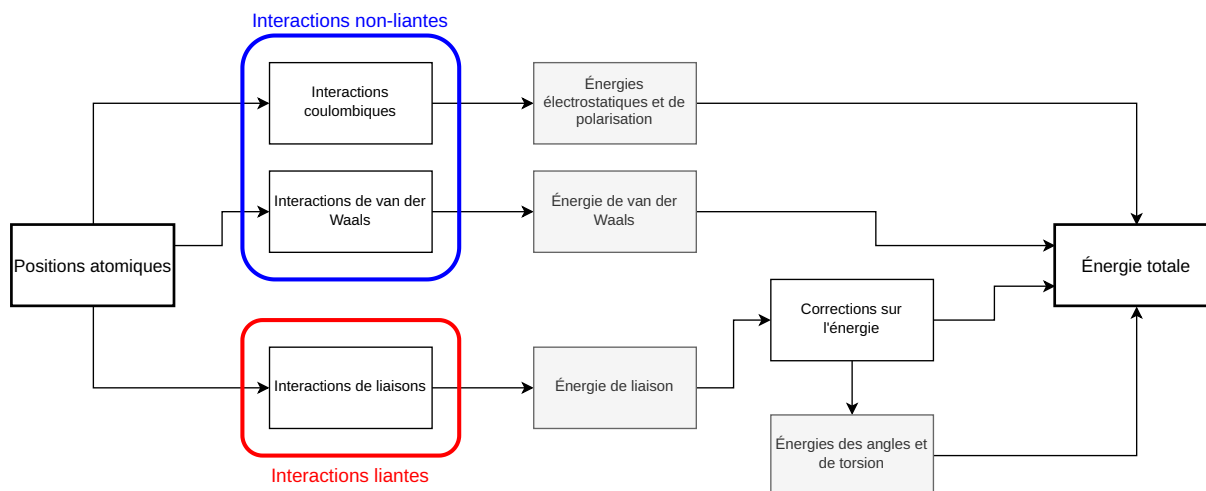 Interactions non-liantes
Interactions
coulombiques
Énergies
électrostatiques et de
polarisation
Interactions de van der
Waals
Énergie de van der
Waals
Positions atomiques
Énergie totale
Corrections sur
l'énergie
Interactions de liaisons
Énergie de liaison
Énergies des angles et
de torsion
Interactions liantes